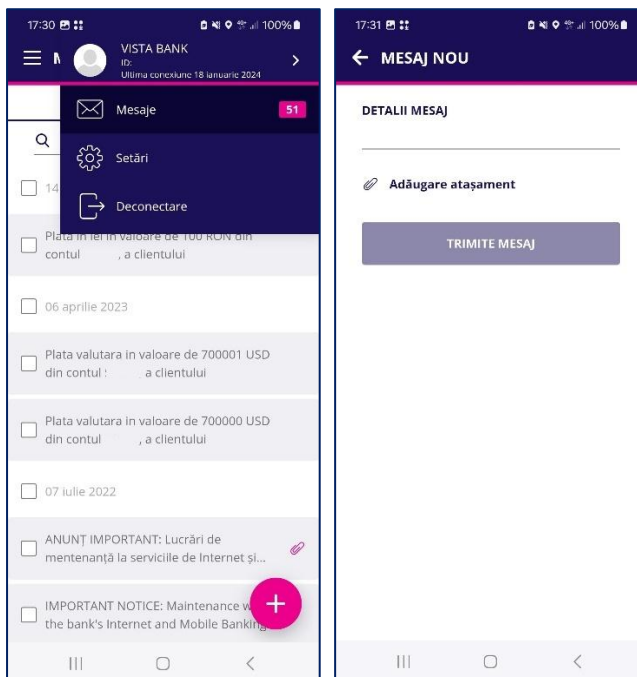 17:30
100%
M
VISTA BANK
ID:
Ultima conexiune 18 ianuarie 2024
Mesaje
51
Setări
Deconectare
14
Plata in lei in valoare de 100 RON din
contul , a clientului
06 aprilie 2023
Plata valutara in valoare de 700001 USD
din contul : a clientului
Plata valutara in valoare de 700000 USD
din contul , a clientului
07 iulie 2022
ANUNȚ IMPORTANT: Lucrări de
mentenanță la serviciile de Internet și...
IMPORTANT NOTICE: Maintenance
the bank's Internet and Mobile Banking
17:31
100%
MESAJ NOU
DETALII MESAJ
Adăugare atașament
TRIMITE MESAJ